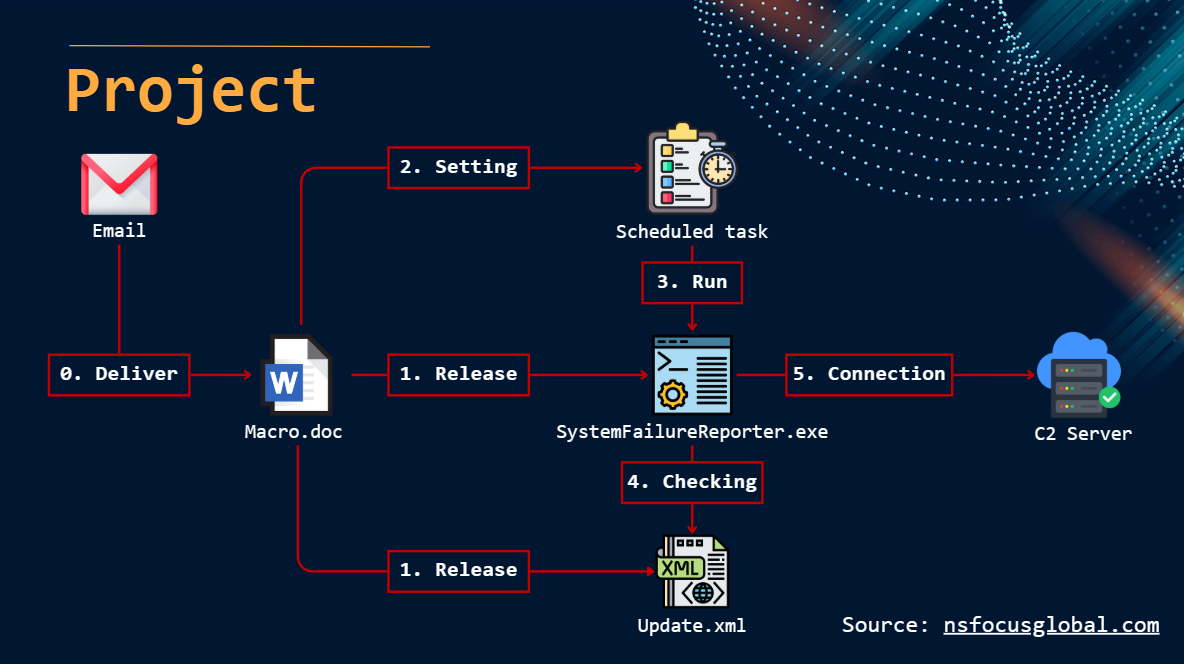 Project
Email
2. Setting
Scheduled task
3. Run
0. Deliver
W
Macro.doc
1. Release
SystemFailureReporter.exe
5. Connection
C2 Server
4. Checking
1. Release
XML
Update.xml
Source: nsfocusglobal.com